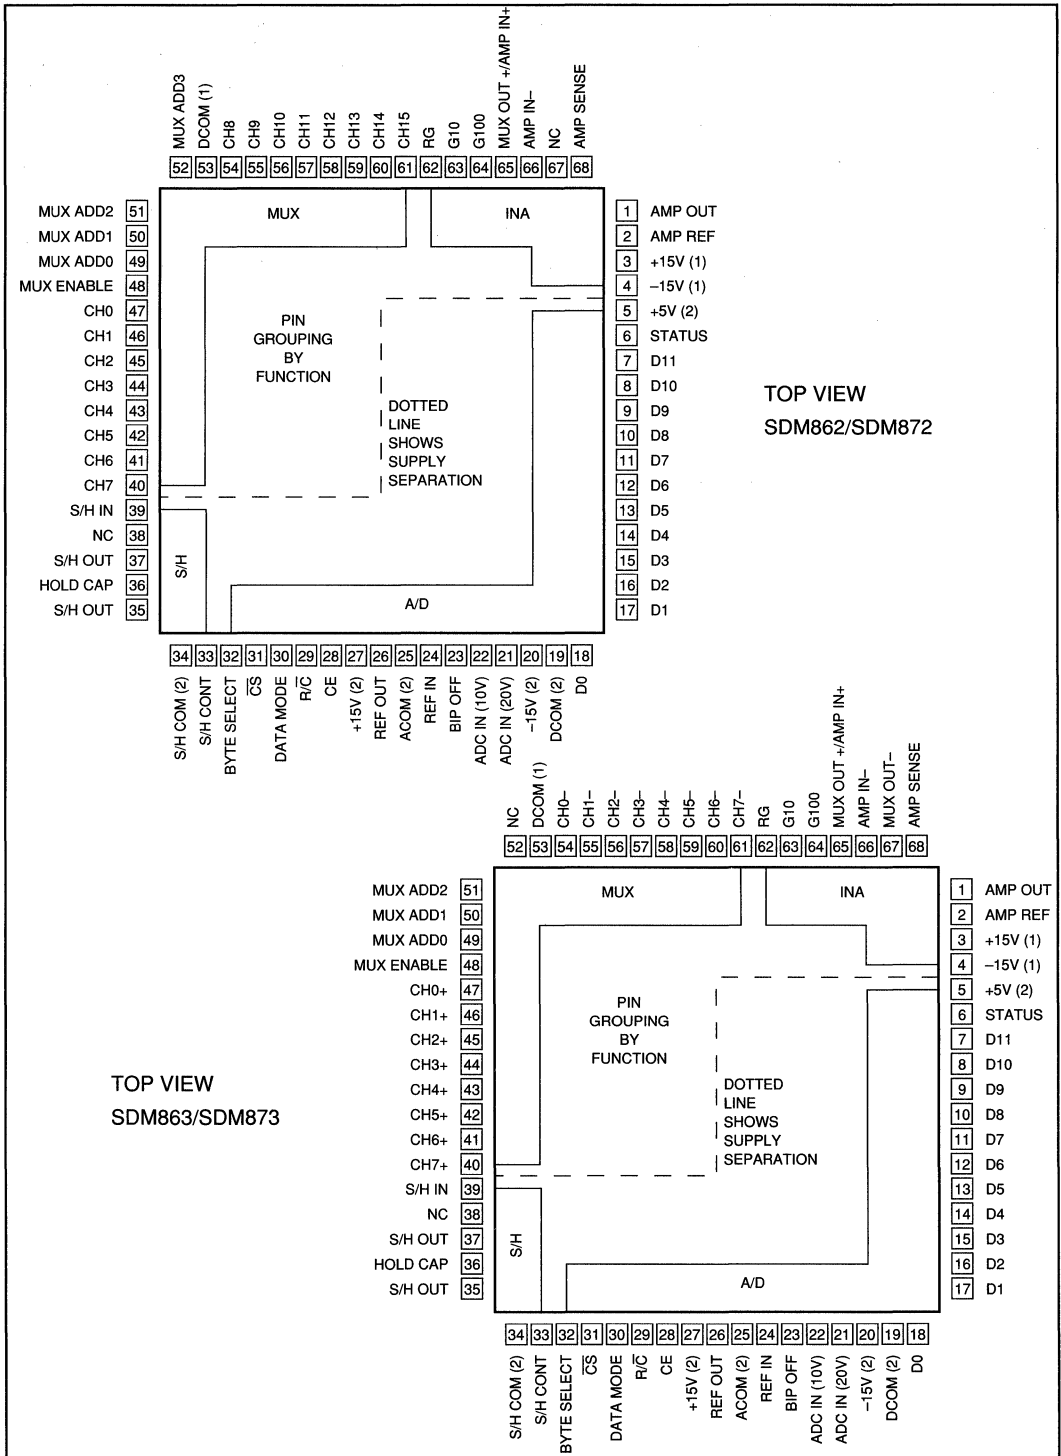 MUX ADD3
DCOM (1)
CH8
CH9
CH10
CH11
CH12
CH13
CH14
CH15
RG
G10
G100
MUX OUT +/AMP IN+
AMP IN–
NC
AMP SENSE
52 53 54 55 56 57 58 59 60 61 62 63 64 65 66 67 68
MUX ADD2 51
MUX ADD1 50
MUX ADD0 49
MUX ENABLE 48
CH0 47
CH1 46
CH2 45
CH3 44
CH4 43
CH5 42
CH6 41
CH7 40
S/H IN 39
NC 38
S/H OUT 37
HOLD CAP 36
S/H OUT 35
MUX
INA
PIN
GROUPING
BY
FUNCTION
DOTTED
LINE
SHOWS
SUPPLY
SEPARATION
S/H
A/D
1 AMP OUT
2 AMP REF
3 +15V (1)
4 –15V (1)
5 +5V (2)
6 STATUS
7 D11
8 D10
9 D9
10 D8
11 D7
12 D6
13 D5
14 D4
15 D3
16 D2
17 D1
TOP VIEW
SDM862/SDM872
34 33 32 31 30 29 28 27 26 25 24 23 22 21 20 19 18
S/H COM (2)
S/H CONT
BYTE SELECT
C̅S̅
DATA MODE
R/C̅
CE
+15V (2)
REF OUT
ACOM (2)
REF IN
BIP OFF
ADC IN (10V)
ADC IN (20V)
–15V (2)
DCOM (2)
D0
NC
DCOM (1)
CH0–
CH1–
CH2–
CH3–
CH4–
CH5–
CH6–
CH7–
RG
G10
G100
MUX OUT +/AMP IN+
AMP IN–
MUX OUT–
AMP SENSE
52 53 54 55 56 57 58 59 60 61 62 63 64 65 66 67 68
MUX ADD2 51
MUX ADD1 50
MUX ADD0 49
MUX ENABLE 48
CH0+ 47
CH1+ 46
CH2+ 45
CH3+ 44
CH4+ 43
CH5+ 42
CH6+ 41
CH7+ 40
S/H IN 39
NC 38
S/H OUT 37
HOLD CAP 36
S/H OUT 35
MUX
INA
PIN
GROUPING
BY
FUNCTION
DOTTED
LINE
SHOWS
SUPPLY
SEPARATION
S/H
A/D
1 AMP OUT
2 AMP REF
3 +15V (1)
4 –15V (1)
5 +5V (2)
6 STATUS
7 D11
8 D10
9 D9
10 D8
11 D7
12 D6
13 D5
14 D4
15 D3
16 D2
17 D1
TOP VIEW
SDM863/SDM873
34 33 32 31 30 29 28 27 26 25 24 23 22 21 20 19 18
S/H COM (2)
S/H CONT
BYTE SELECT
C̅S̅
DATA MODE
R/C̅
CE
+15V (2)
REF OUT
ACOM (2)
REF IN
BIP OFF
ADC IN (10V)
ADC IN (20V)
–15V (2)
DCOM (2)
D0